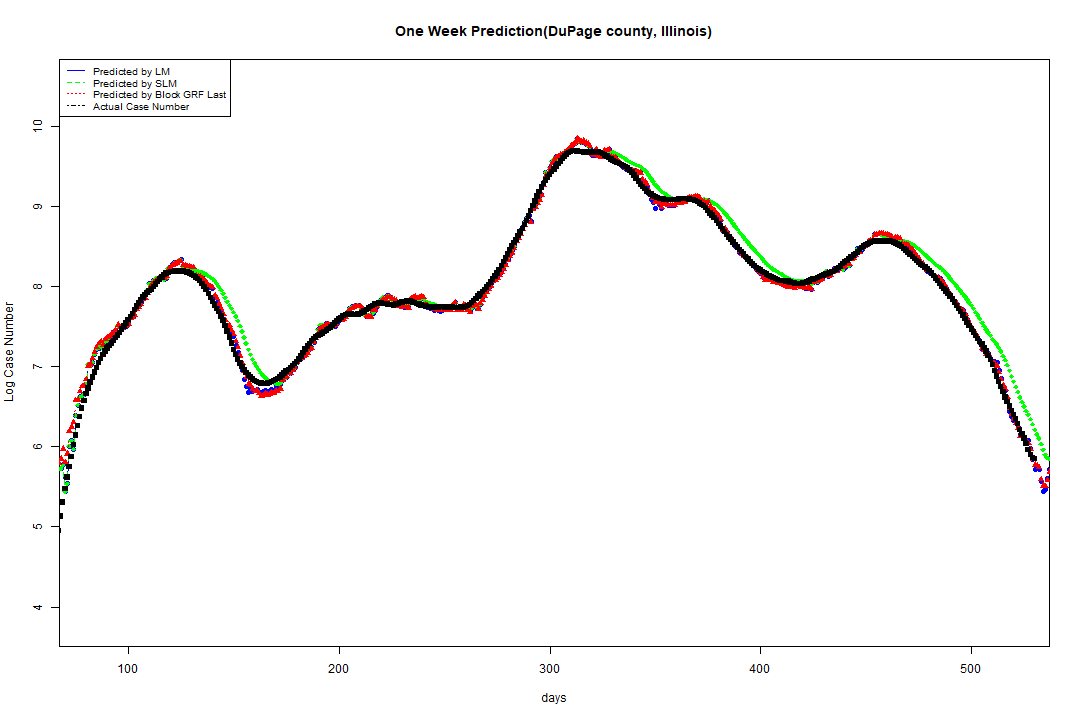 One Week Prediction(DuPage county, Illinois)
Predicted by LM
Predicted by SLM
Predicted by Block GRF Last
Actual Case Number
10
9
8
7
6
5
4
Log Case Number
100 200 300 400 500
days